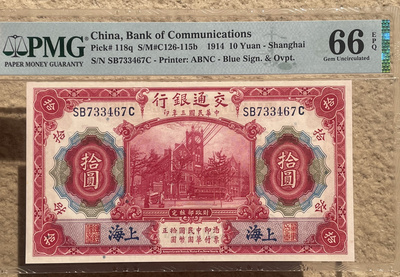 PMG
PAPER MONEY GUARANTY
China, Bank of Communications
Pick# 118q S/M#C126-115b 1914 10 Yuan - Shanghai
S/N SB733467C - Printer: ABNC - Blue Sign. & Ovpt.
66 EPQ
Gem Uncirculated
拾
拾
交通銀行
中華民國三年印
SB733467C
SB733467C
拾圓
拾圓
上海
上海
拾
拾